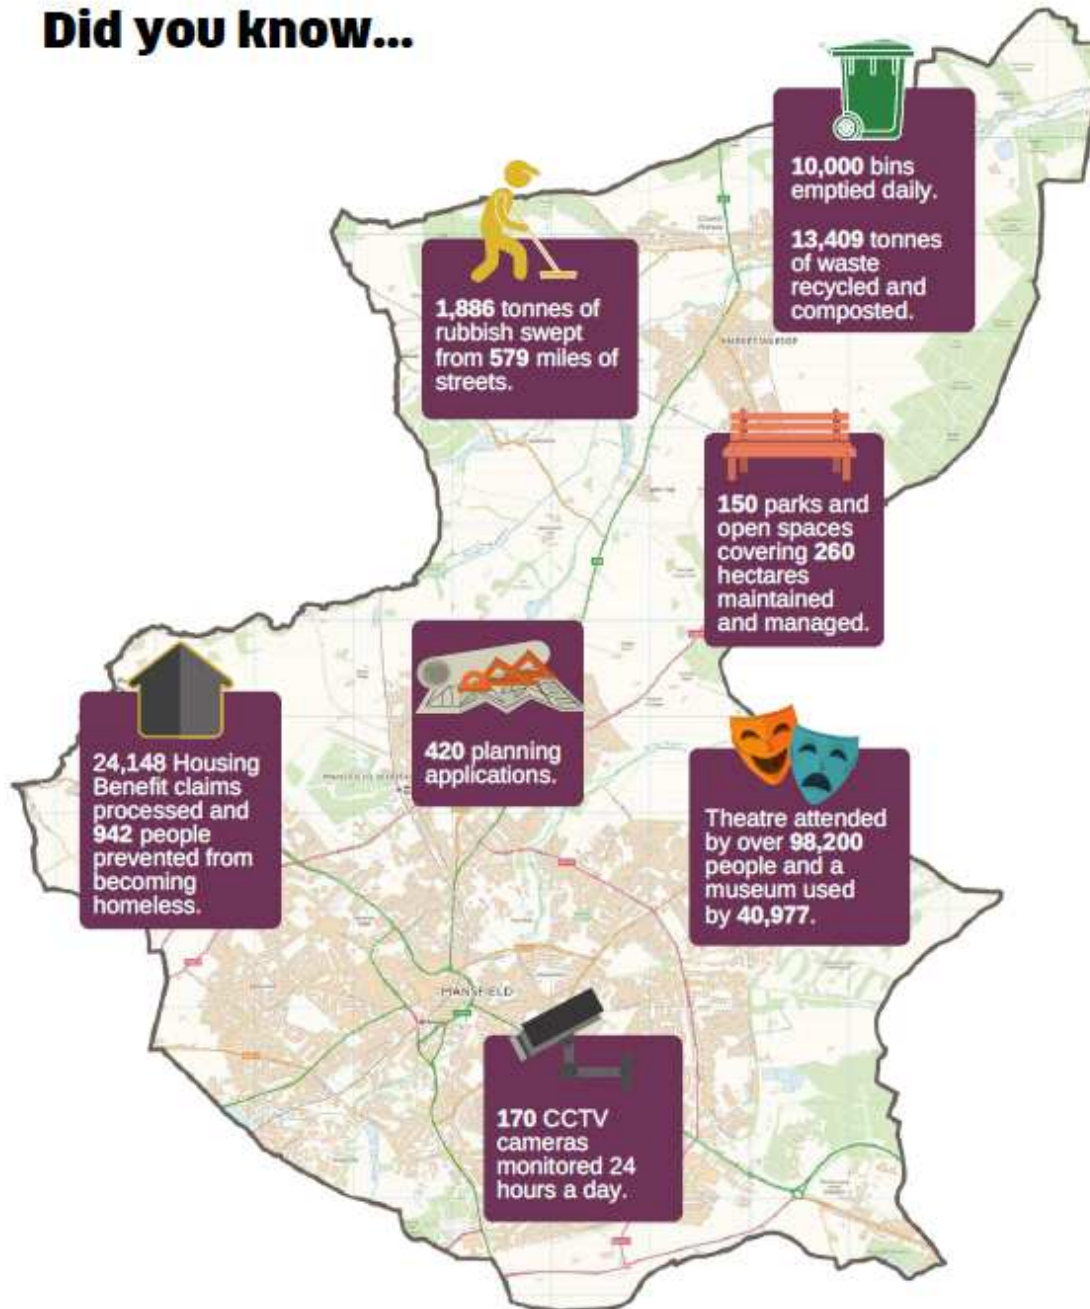 Did you know...
10,000 bins
emptied daily.
13,409 tonnes
of waste
recycled and
composted.
1,886 tonnes of
rubbish swept
from 579 miles of
streets.
150 parks and
open spaces
covering 260
hectares
maintained
and managed.
420 planning
applications.
24,148 Housing
Benefit claims
processed and
942 people
prevented from
becoming
homeless.
Theatre attended
by over 98,200
people and a
museum used
by 40,977.
MANSFIELD
170 CCTV
cameras
monitored 24
hours a day.